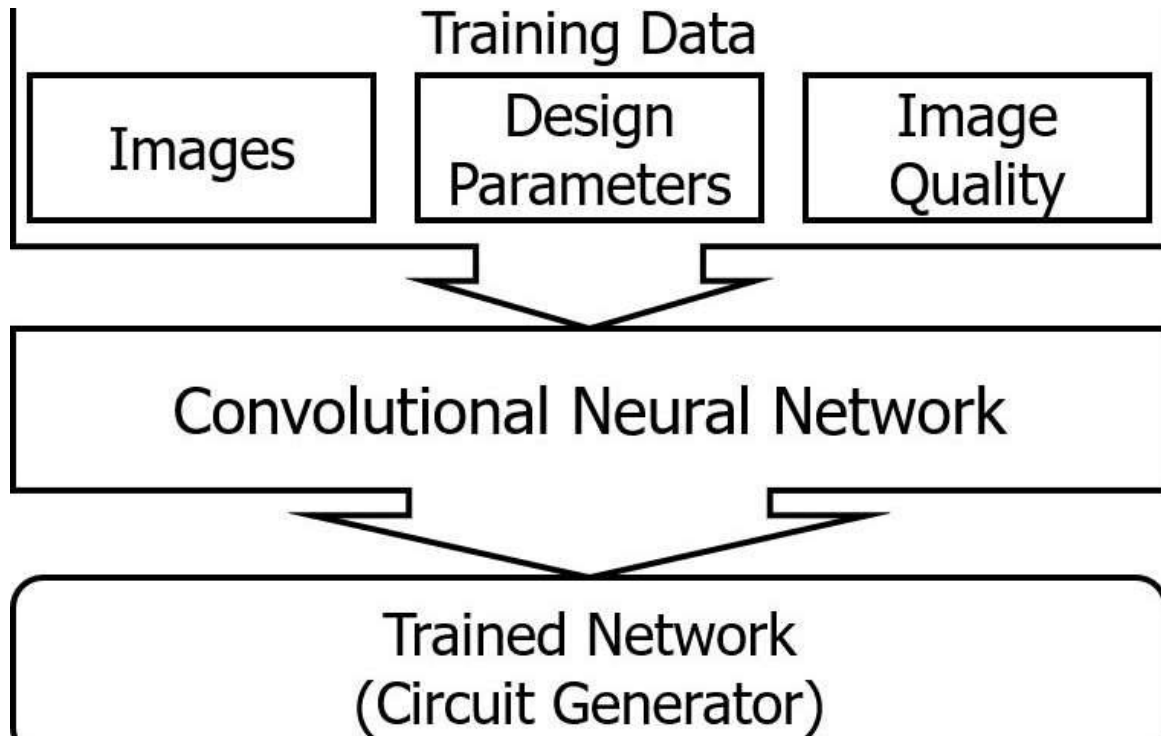 Training Data
Images
Design
Parameters
Image
Quality
Convolutional Neural Network
Trained Network
(Circuit Generator)